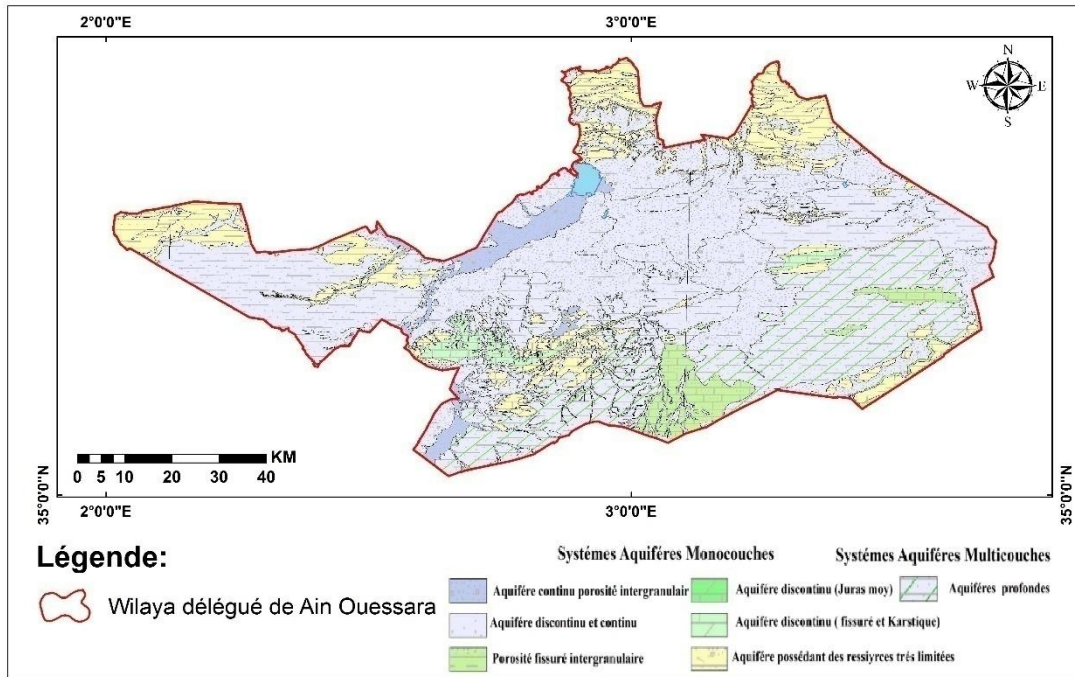 2°0'0"E 3°0'0"E
N
W E
S
KM
0 5 10 20 30 40
35°0'0"N 35°0'0"N
2°0'0"E 3°0'0"E
Légende:
Wilaya délégué de Ain Ouessara
Systémes Aquiféres Monocouches Systémes Aquiféres Multicouches
Aquifére continu porosité intergranulair Aquifére discontinu (Juras moy) Aquiféres profondes
Aquifére discontinu et continu Aquifére discontinu ( fissuré et Karstique)
Porosité fissuré intergranulaire Aquifére possédant des ressiyrces trés limitées